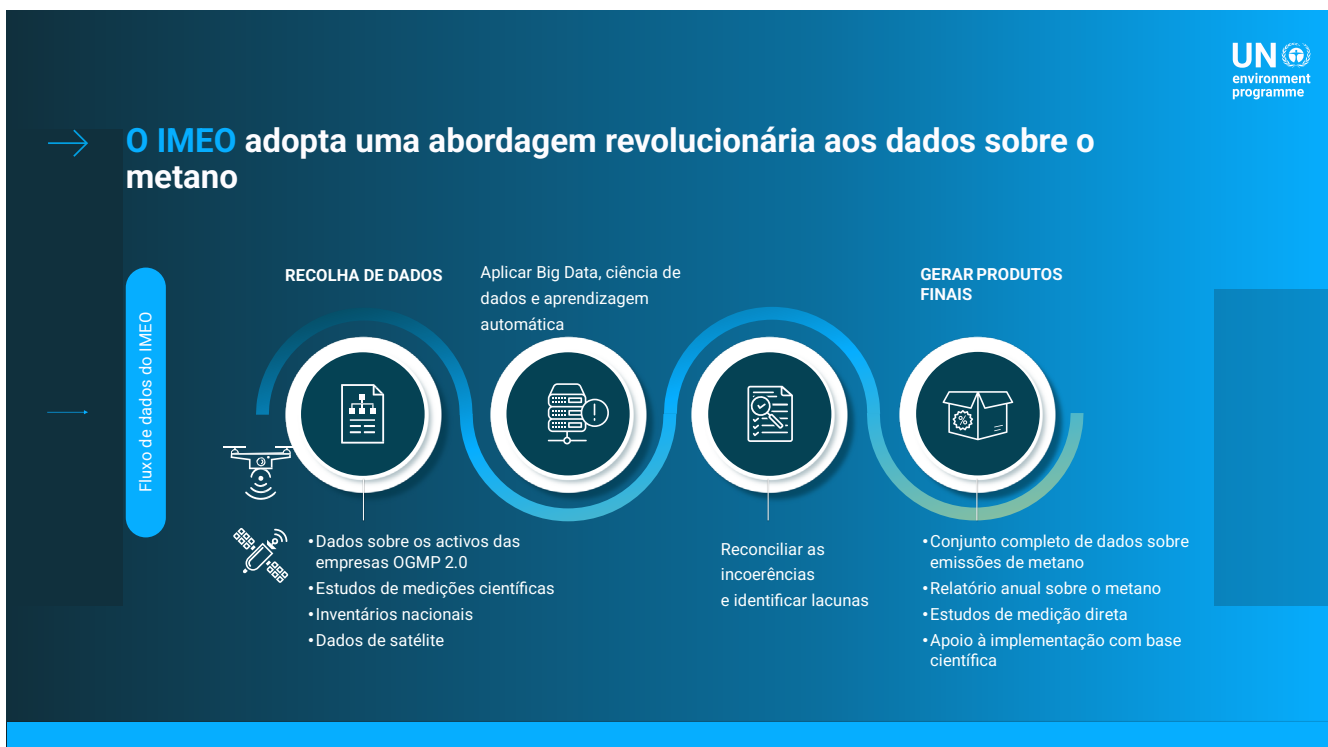 UN
environment
programme
O IMEO adopta uma abordagem revolucionária aos dados sobre o
metano
Fluxo de dados do IMEO
RECOLHA DE DADOS
•Dados sobre os activos das
empresas OGMP 2.0
•Estudos de medições científicas
•Inventários nacionais
•Dados de satélite
Aplicar Big Data, ciência de
dados e aprendizagem
automática
Reconciliar as
incoerências
e identificar lacunas
GERAR PRODUTOS
FINAIS
•Conjunto completo de dados sobre
emissões de metano
•Relatório anual sobre o metano
•Estudos de medição direta
•Apoio à implementação com base
científica